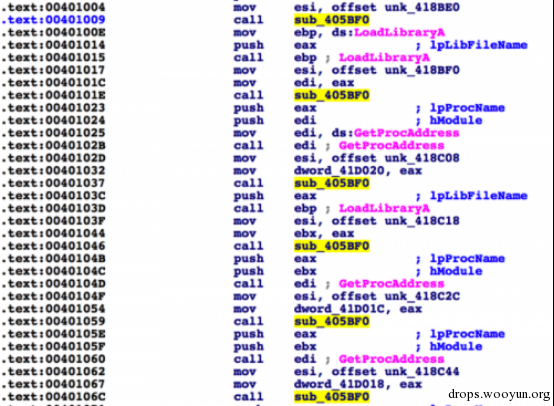 .text:00401004 mov esi, offset unk_418BE0
.text:00401009 call sub_405BF0
.text:0040100E mov ebp, ds:LoadLibraryA
.text:00401014 push eax ; lpLibFileName
.text:00401015 call ebp ; LoadLibraryA
.text:00401017 mov esi, offset unk_418BF0
.text:0040101C mov edi, eax
.text:0040101E call sub_405BF0
.text:00401023 push eax ; lpProcName
.text:00401024 push edi ; hModule
.text:00401025 mov edi, ds:GetProcAddress
.text:0040102B call edi ; GetProcAddress
.text:0040102D mov esi, offset unk_418C08
.text:00401032 mov dword_41D020, eax
.text:00401037 call sub_405BF0
.text:0040103C push eax ; lpLibFileName
.text:0040103D call ebp ; LoadLibraryA
.text:0040103F mov esi, offset unk_418C18
.text:00401044 mov ebx, eax
.text:00401046 call sub_405BF0
.text:0040104B push eax ; lpProcName
.text:0040104C push ebx ; hModule
.text:0040104D call edi ; GetProcAddress
.text:0040104F mov esi, offset unk_418C2C
.text:00401054 mov dword_41D01C, eax
.text:00401059 call sub_405BF0
.text:0040105E push eax ; lpProcName
.text:0040105F push ebx ; hModule
.text:00401060 call edi ; GetProcAddress
.text:00401062 mov esi, offset unk_418C44
.text:00401067 mov dword_41D018, eax
.text:0040106C call sub_405BF0
drops.wooyun.org